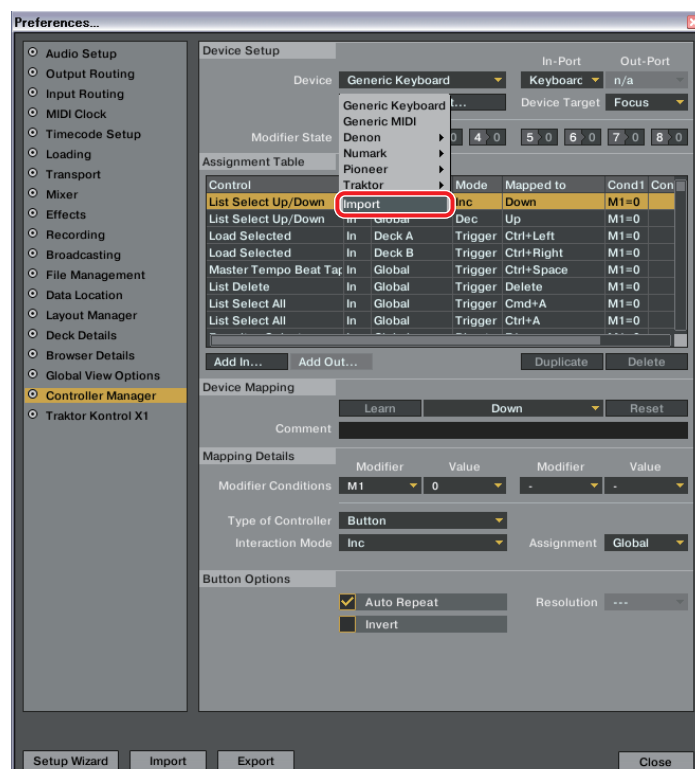 Preferences...
Audio Setup
Output Routing
Input Routing
MIDI Clock
Timecode Setup
Loading
Transport
Mixer
Effects
Recording
Broadcasting
File Management
Data Location
Layout Manager
Deck Details
Browser Details
Global View Options
Controller Manager
Traktor Kontrol X1
Device Setup
In-Port Out-Port
Device Generic Keyboard Keyboarc n/a
Device Target Focus
Generic Keyboard
Generic MIDI
Denon
Numark
Pioneer
Traktor
Import
Modifier State 0 4 0 5 0 6 0 7 0 8 0
Assignment Table
Control Mode Mapped to Cond1 Con
List Select Up/Down Inc Down M1=0
List Select Up/Down In Global Dec Up M1=0
Load Selected In Deck A Trigger Ctrl+Left M1=0
Load Selected In Deck B Trigger Ctrl+Right M1=0
Master Tempo Beat Tap In Global Trigger Ctrl+Space M1=0
List Delete In Global Trigger Delete M1=0
List Select All In Global Trigger Cmd+A M1=0
List Select All In Global Trigger Ctrl+A M1=0
Add In... Add Out... Duplicate Delete
Device Mapping
Learn Down Reset
Comment
Mapping Details
Modifier Value Modifier Value
Modifier Conditions M1 0 - -
Type of Controller Button
Interaction Mode Inc Assignment Global
Button Options
Auto Repeat Resolution ---
Invert
Setup Wizard Import Export Close